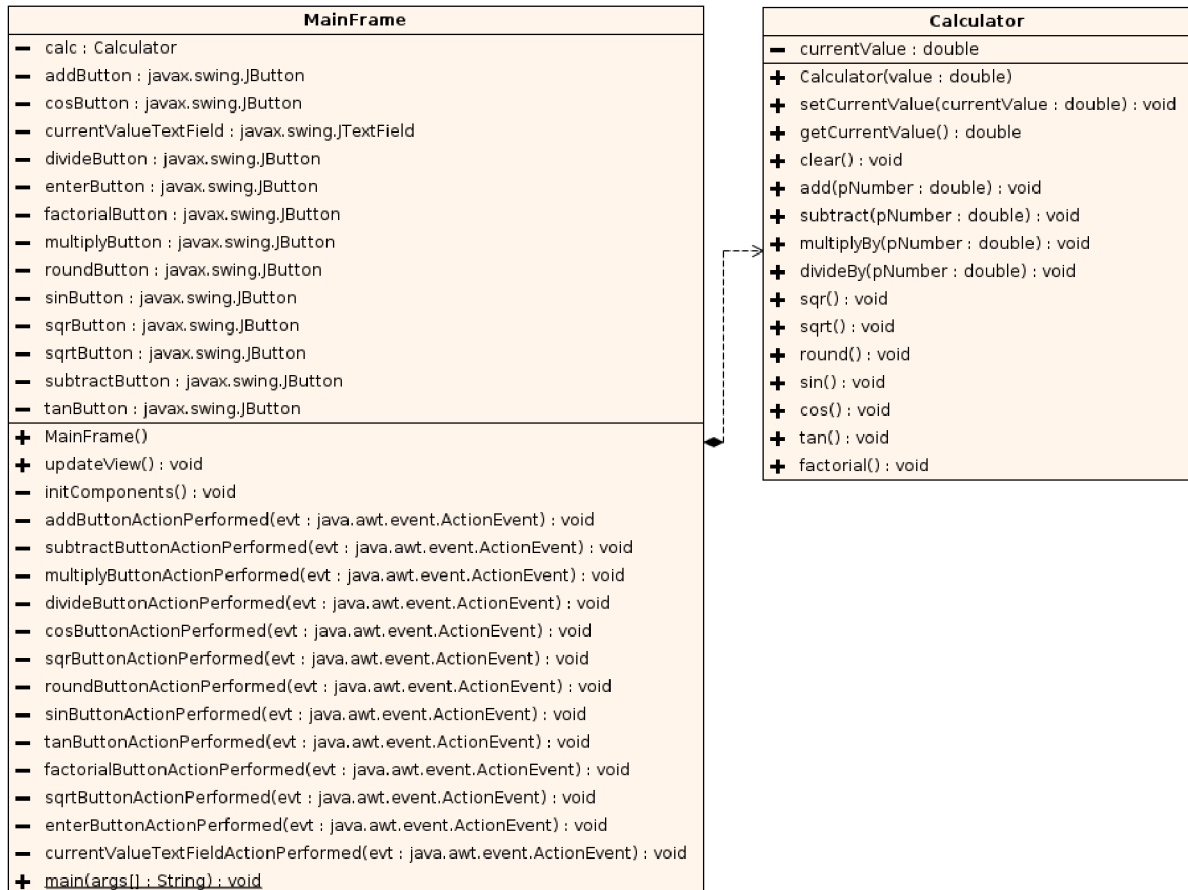 MainFrame
− calc : Calculator
− addButton : javax.swing.JButton
− cosButton : javax.swing.JButton
− currentValueTextField : javax.swing.JTextField
− divideButton : javax.swing.JButton
− enterButton : javax.swing.JButton
− factorialButton : javax.swing.JButton
− multiplyButton : javax.swing.JButton
− roundButton : javax.swing.JButton
− sinButton : javax.swing.JButton
− sqrButton : javax.swing.JButton
− sqrtButton : javax.swing.JButton
− subtractButton : javax.swing.JButton
− tanButton : javax.swing.JButton
+ MainFrame()
+ updateView() : void
− initComponents() : void
− addButtonActionPerformed(evt : java.awt.event.ActionEvent) : void
− subtractButtonActionPerformed(evt : java.awt.event.ActionEvent) : void
− multiplyButtonActionPerformed(evt : java.awt.event.ActionEvent) : void
− divideButtonActionPerformed(evt : java.awt.event.ActionEvent) : void
− cosButtonActionPerformed(evt : java.awt.event.ActionEvent) : void
− sqrButtonActionPerformed(evt : java.awt.event.ActionEvent) : void
− roundButtonActionPerformed(evt : java.awt.event.ActionEvent) : void
− sinButtonActionPerformed(evt : java.awt.event.ActionEvent) : void
− tanButtonActionPerformed(evt : java.awt.event.ActionEvent) : void
− factorialButtonActionPerformed(evt : java.awt.event.ActionEvent) : void
− sqrtButtonActionPerformed(evt : java.awt.event.ActionEvent) : void
− enterButtonActionPerformed(evt : java.awt.event.ActionEvent) : void
− currentValueTextFieldActionPerformed(evt : java.awt.event.ActionEvent) : void
+ main(args[] : String) : void
Calculator
− currentValue : double
+ Calculator(value : double)
+ setCurrentValue(currentValue : double) : void
+ getCurrentValue() : double
+ clear() : void
+ add(pNumber : double) : void
+ subtract(pNumber : double) : void
+ multiplyBy(pNumber : double) : void
+ divideBy(pNumber : double) : void
+ sqr() : void
+ sqrt() : void
+ round() : void
+ sin() : void
+ cos() : void
+ tan() : void
+ factorial() : void